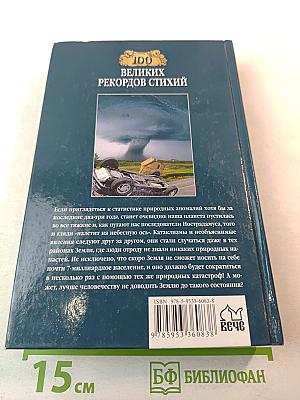 100
ВЕЛИКИХ
РЕКОРДОВ СТИХИЙ
Если приглядеться к статистике природных аномалий хотя бы за
последние два-три года, станет очевидно: наша планета пустилась
во все тяжкие и, как пугают нас последователи Нострадамуса, того
и гляди «налетит на небесную ось». Катаклизмы и необъяснимые
явления следуют друг за другом, они стали случаться даже в тех
районах Земли, где люди отроду не знали никаких природных на-
пастей. Не исключено, что скоро Земля не сможет носить на себе
почти 7-миллиардное население, и оно должно будет сократиться
в несколько раз с помощью тех же природных катастроф! А мо-
жет, лучше человечеству не доводить Землю до такого состояния?
ISBN 978-5-9533-6083-8
9 785953 360838
ВЕЧЕ
15 см
БФ БИБЛИОФАН